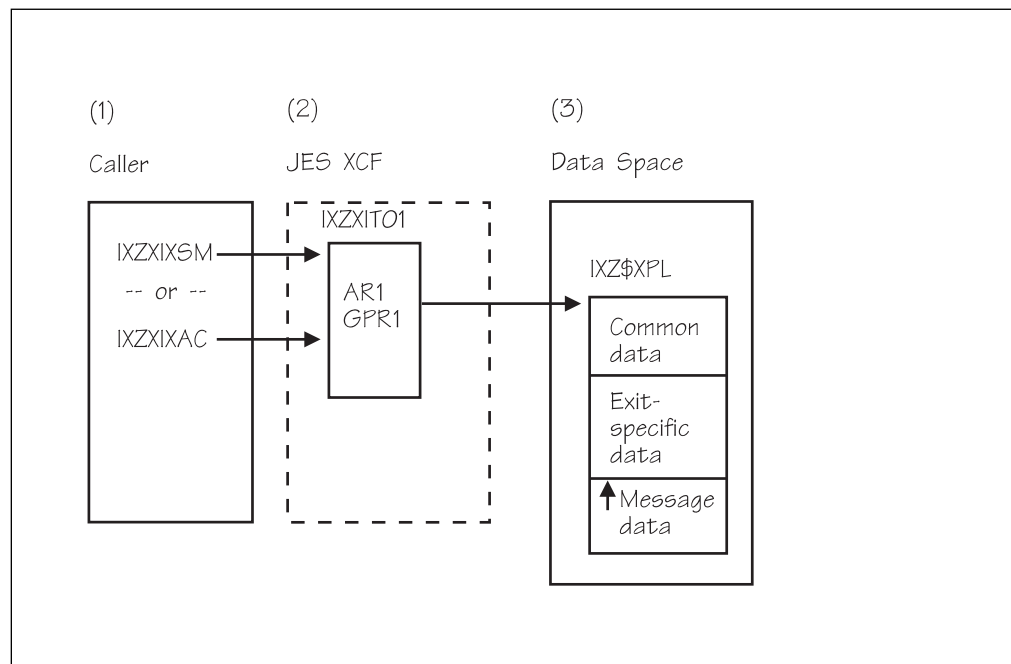 (1)
(2)
(3)
Caller
JES XCF
Data Space
IXZXIXSM
-- or --
IXZXIXAC
IXZXIT01
AR1
GPR1
IXZ$XPL
Common
data
Exit-
specific
data
Message
data